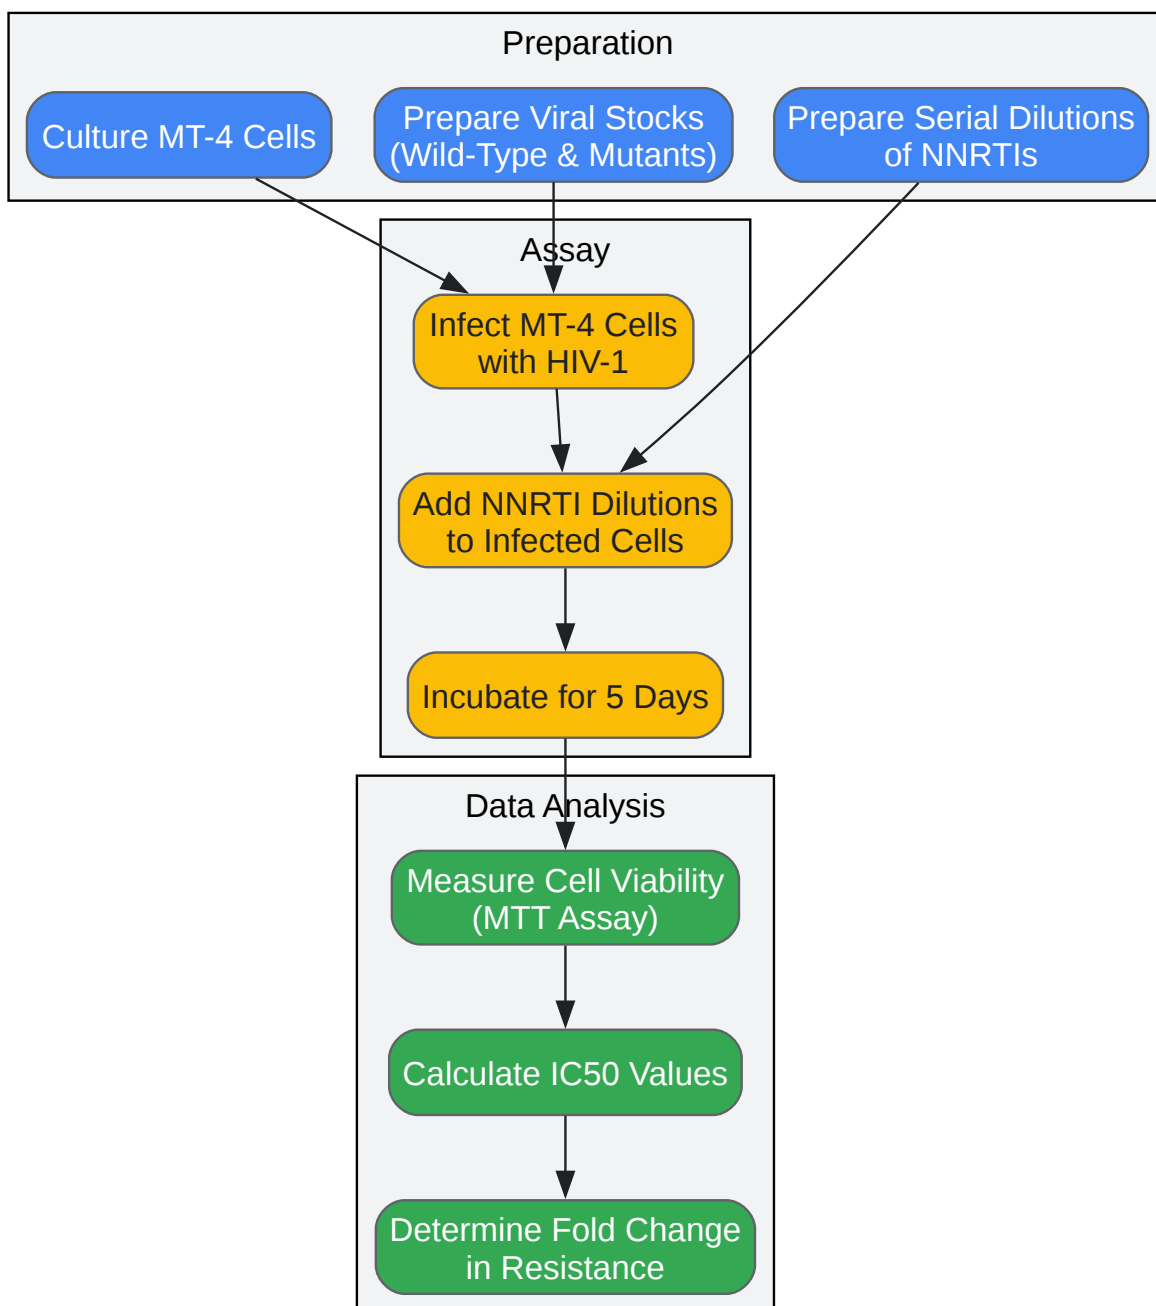 Preparation
Culture MT-4 Cells
Prepare Viral Stocks
(Wild-Type & Mutants)
Prepare Serial Dilutions
of NNRTIs
Assay
Infect MT-4 Cells
with HIV-1
Add NNRTI Dilutions
to Infected Cells
Incubate for 5 Days
Data Analysis
Measure Cell Viability
(MTT Assay)
Calculate IC50 Values
Determine Fold Change
in Resistance